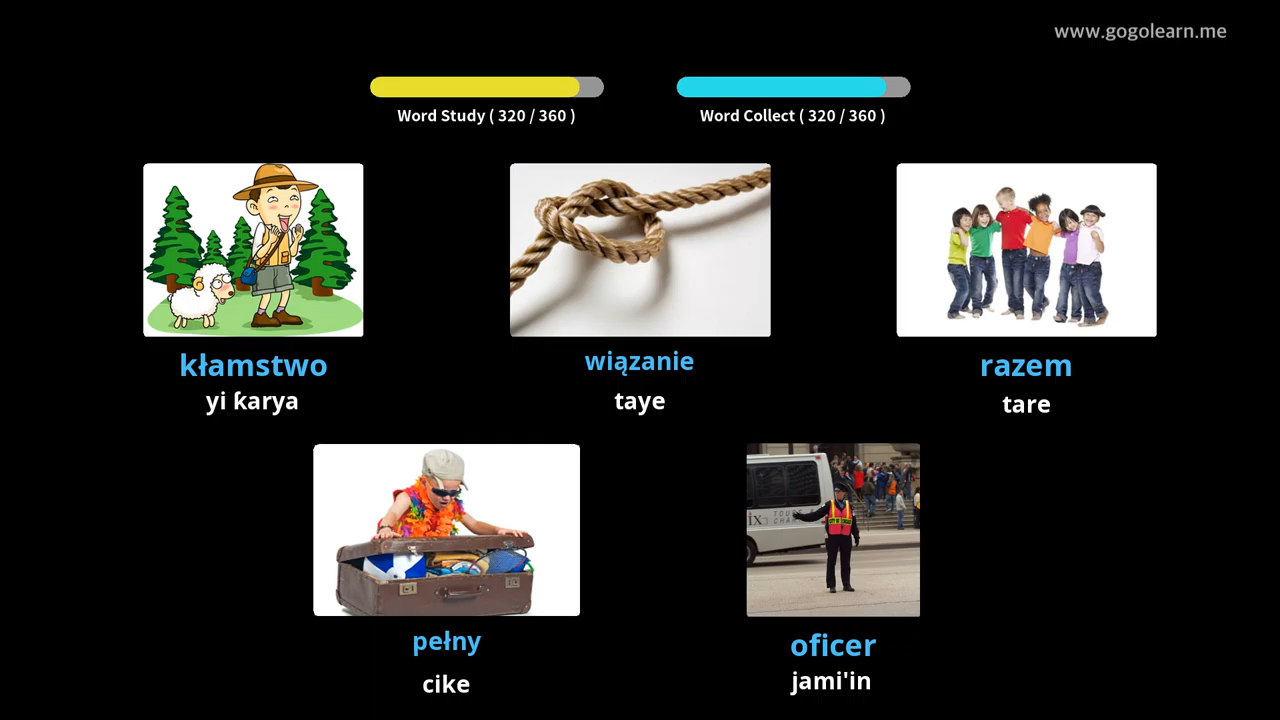 www.gogolearn.me
Word Study ( 320 / 360 )
Word Collect ( 320 / 360 )
kłamstwo
yi ƙarya
wiązanie
taye
razem
tare
pełny
cike
oficer
jami'in